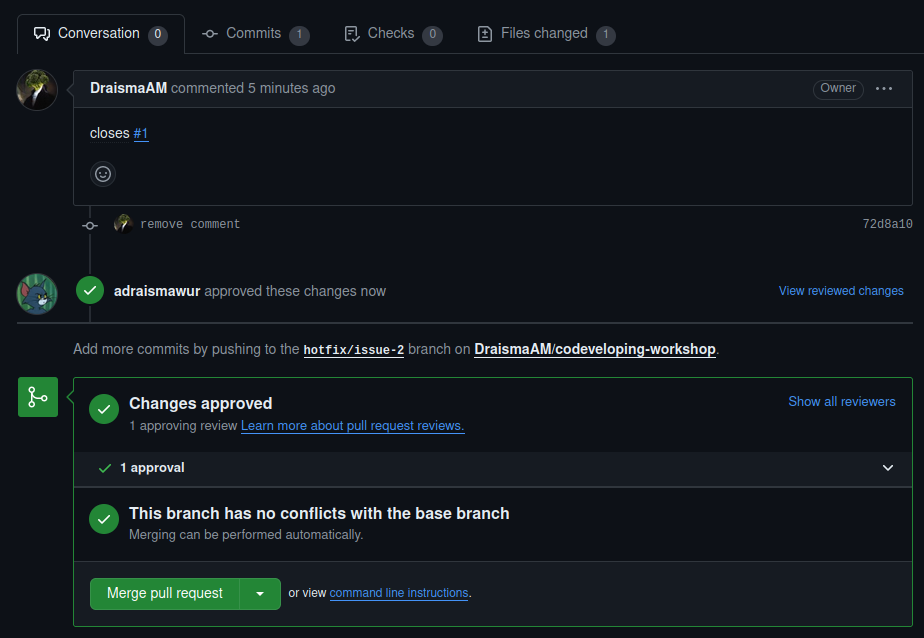 Conversation 0 Commits 1 Checks 0 Files changed 1
DraismaAM commented 5 minutes ago Owner
closes #1
remove comment 72d8a10
adraismawur approved these changes now View reviewed changes
Add more commits by pushing to the hotfix/issue-2 branch on DraismaAM/codeveloping-workshop.
Changes approved Show all reviewers
1 approving review Learn more about pull request reviews.
1 approval
This branch has no conflicts with the base branch
Merging can be performed automatically.
Merge pull request or view command line instructions.